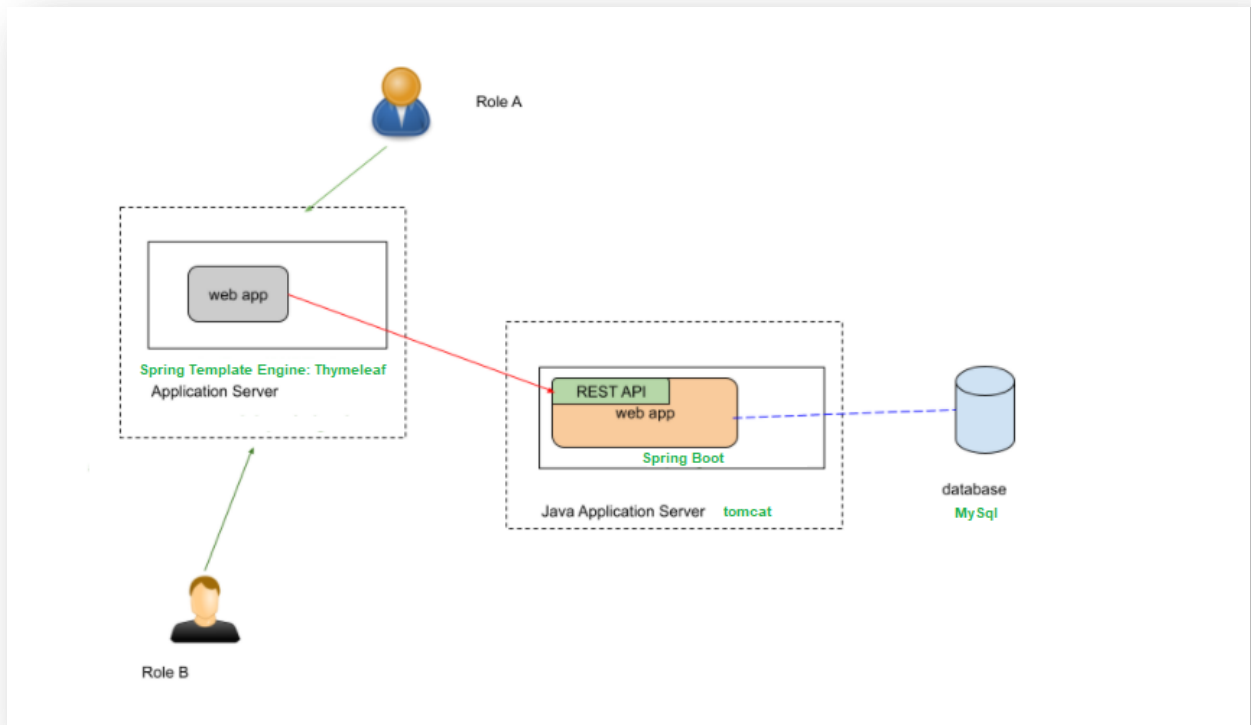 Role A
web app
Spring Template Engine: Thymeleaf
Application Server
REST API
web app
Spring Boot
Java Application Server tomcat
database
MySql
Role B